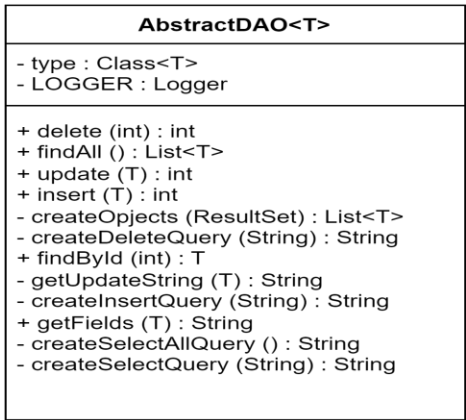 AbstractDAO<T>
- type : Class<T>
- LOGGER : Logger
+ delete (int) : int
+ findAll () : List<T>
+ update (T) : int
+ insert (T) : int
- createOpjects (ResultSet) : List<T>
- createDeleteQuery (String) : String
+ findById (int) : T
- getUpdateString (T) : String
- createInsertQuery (String) : String
+ getFields (T) : String
- createSelectAllQuery () : String
- createSelectQuery (String) : String